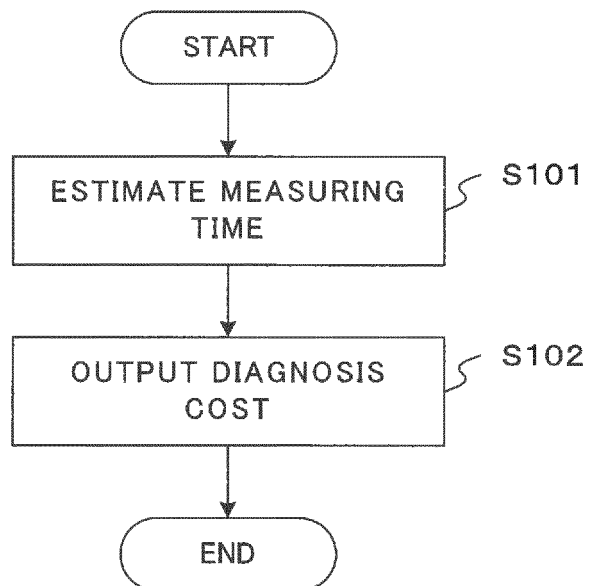 START
ESTIMATE MEASURING
TIME
S101
OUTPUT DIAGNOSIS
COST
S102
END